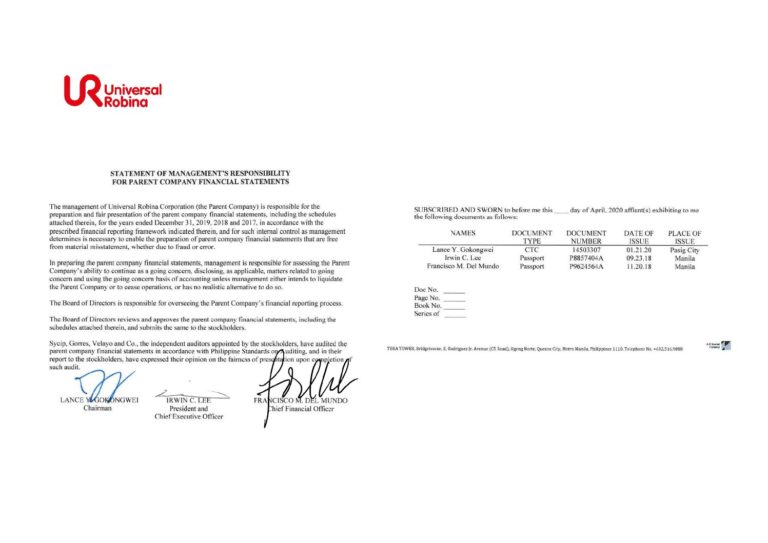 Universal
Robina
STATEMENT OF MANAGEMENT'S RESPONSIBILITY
FOR PARENT COMPANY FINANCIAL STATEMENTS
The management of Universal Robina Corporation (the Parent Company) is responsible for the
preparation and fair presentation of the parent company financial statements, including the schedules
attached therein, for the years ended December 31, 2019, 2018 and 2017, in accordance with the
prescribed financial reporting framework indicated therein, and for such internal control as management
determines is necessary to enable the preparation of parent company financial statements that are free
from material misstatement, whether due to fraud or error.
In preparing the parent company financial statements, management is responsible for assessing the Parent
Company's ability to continue as a going concern, disclosing, as applicable, matters related to going
concern and using the going concern basis of accounting unless management either intends to liquidate
the Parent Company or to cease operations, or has no realistic alternative to do so.
The Board of Directors is responsible for overseeing the Parent Company's financial reporting process.
The Board of Directors reviews and approves the parent company financial statements, including the
schedules attached therein, and submits the same to the stockholders.
Sycip, Gorres, Velayo and Co., the independent auditors appointed by the stockholders, have audited the
parent company financial statements in accordance with Philippine Standards on Auditing, and in their
report to the stockholders, have expressed their opinion on the fairness of presentation upon completion of
such audit.
LANCE Y. GOKONGWEI
Chairman
IRWIN C. LEE
President and
Chief Executive Officer
FRANCISCO M. DEL MUNDO
Chief Financial Officer
SUBSCRIBED AND SWORN to before me this ____ day of April, 2020 affiant(s) exhibiting to me
the following documents as follows:
NAMES DOCUMENT TYPE DOCUMENT NUMBER DATE OF ISSUE PLACE OF ISSUE
Lance Y. Gokongwei CTC 14503307 01.21.20 Pasig City
Irwin C. Lee Passport P8857404A 09.23.18 Manila
Francisco M. Del Mundo Passport P9624564A 11.20.18 Manila
Doc No. ______
Page No. ______
Book No. ______
Series of ______
TERA TOWER, Bridgetowne, E. Rodriguez Jr. Avenue (C5 Road), Ugong Norte, Quezon City, Metro Manila, Philippines 1110. Telephone No. +632.516.9888